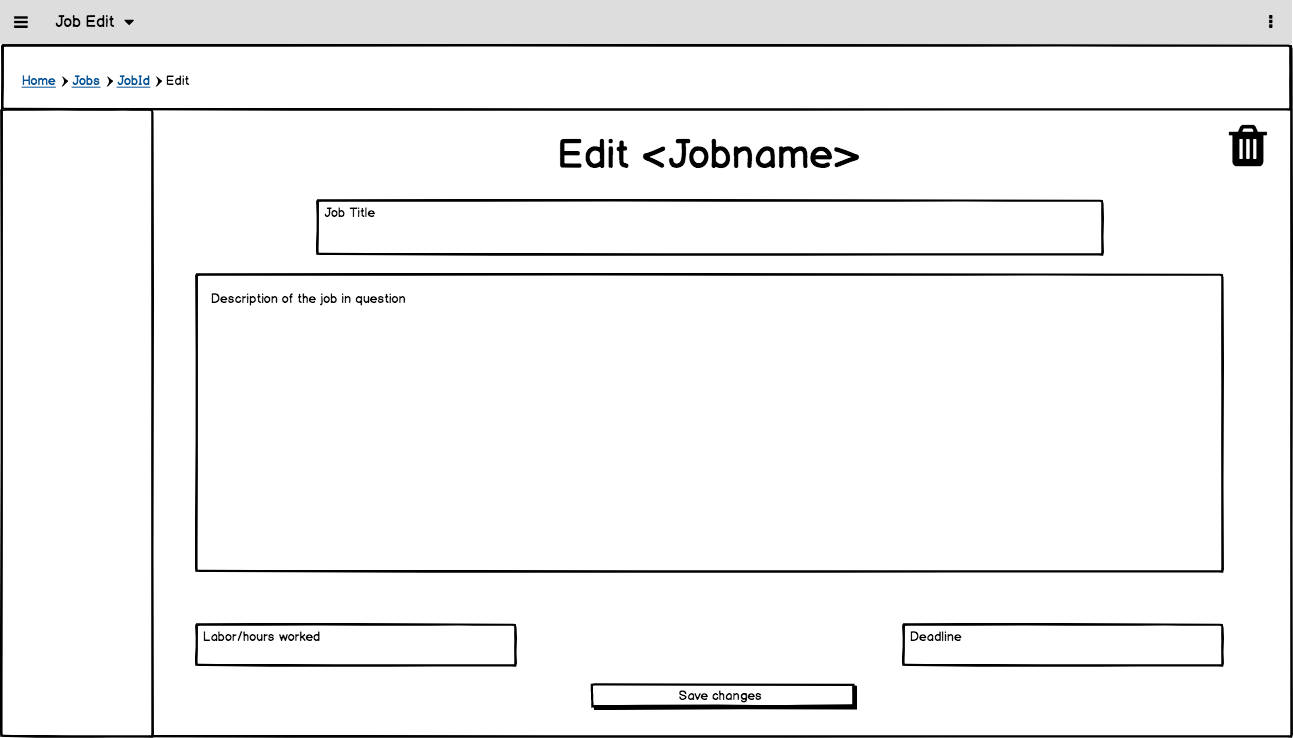 Job Edit
Home Jobs JobId Edit
Edit <Jobname>
Job Title
Description of the job in question
Labor/hours worked
Deadline
Save changes